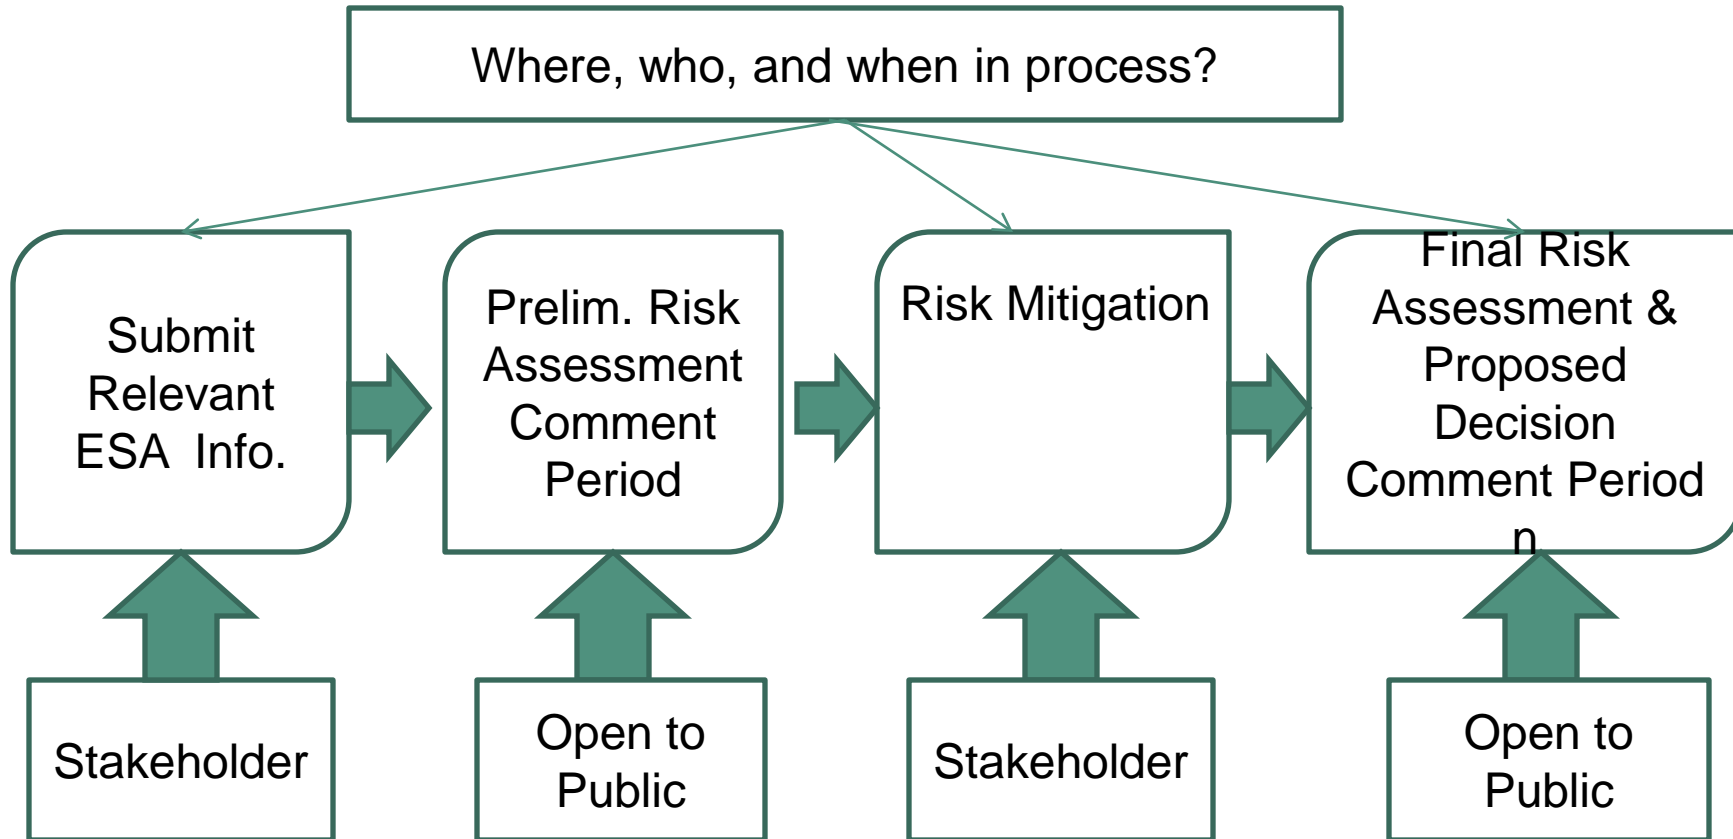 Where, who, and when in process?
Submit
Relevant
ESA  Info.
Prelim. Risk
Assessment
Comment
Period
Risk Mitigation
Final Risk
Assessment &
Proposed
Decision
Comment Period
n
Stakeholder
Open to
Public
Stakeholder
Open to
Public